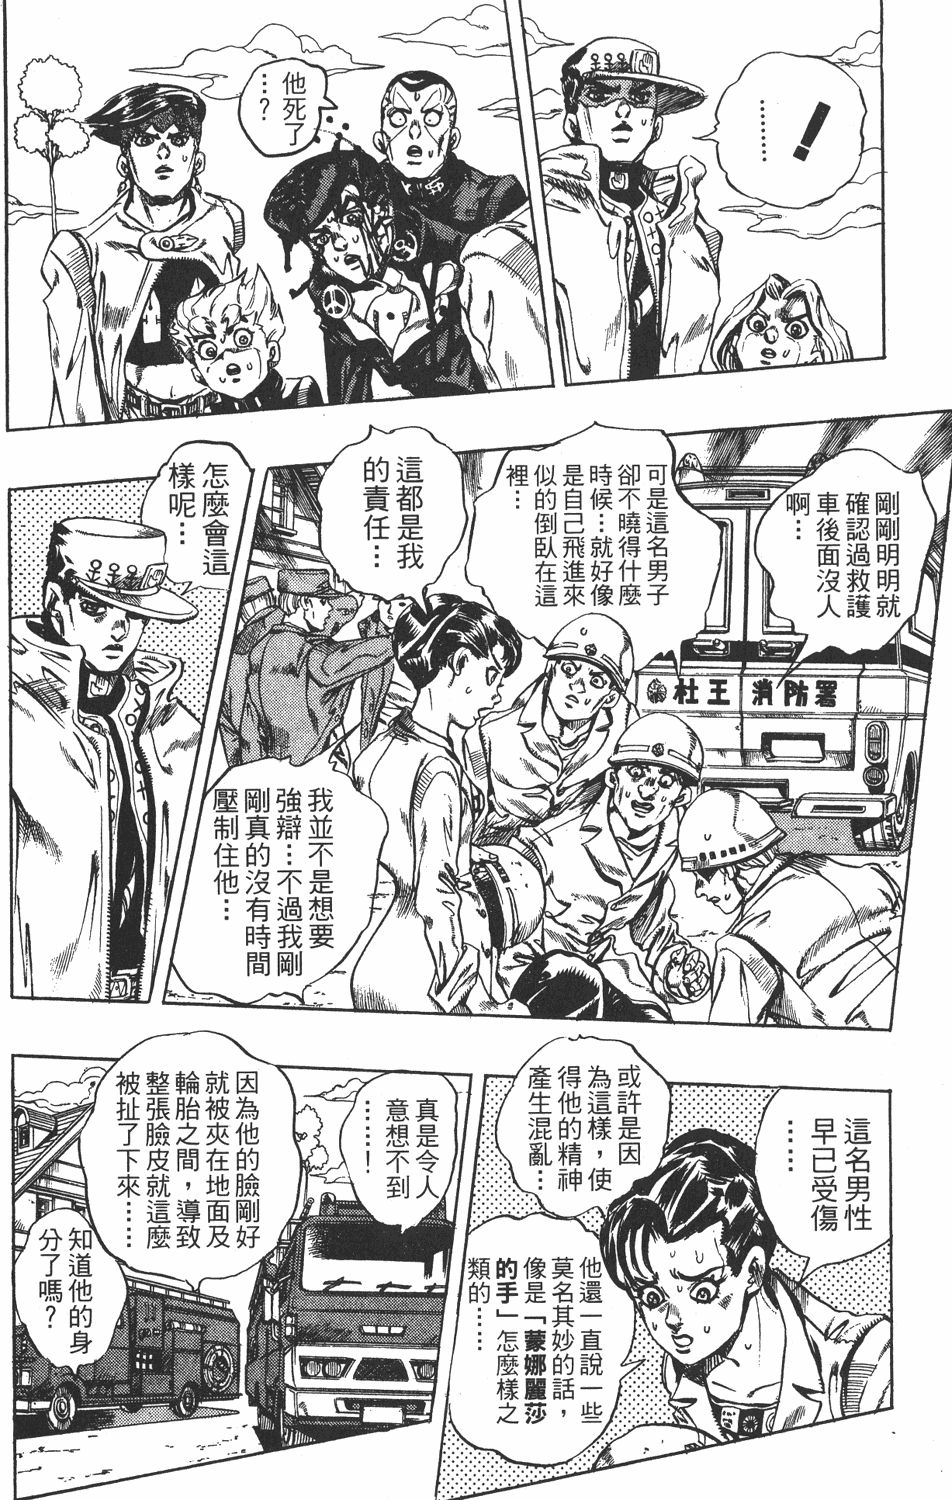 ！
………
他死了
…？
剛剛明明就
確認過救護
車後面沒人
啊…
可是這名男子
卻不曉得什麼
時候…就好像
是自己飛進來
似的倒臥在這
裡…
這都是我
的責任…
杜王 消防署
我並不是想要
強辯…不過我剛
剛真的沒有時間
壓制住他…
怎麼會這
樣呢…
這名男性
早已受傷
……
或許是因
為這樣，使
得他的精神
產生混亂…
他還一直說一些
莫名其妙的話，
像是「蒙娜麗莎
的手」怎麼樣之
類的……
真是令人
意想不到
……！
因為他的臉剛好
就被夾在地面及
輪胎之間，導致
整張臉皮就這麼
被扯了下來……
知道他的身
分了嗎？